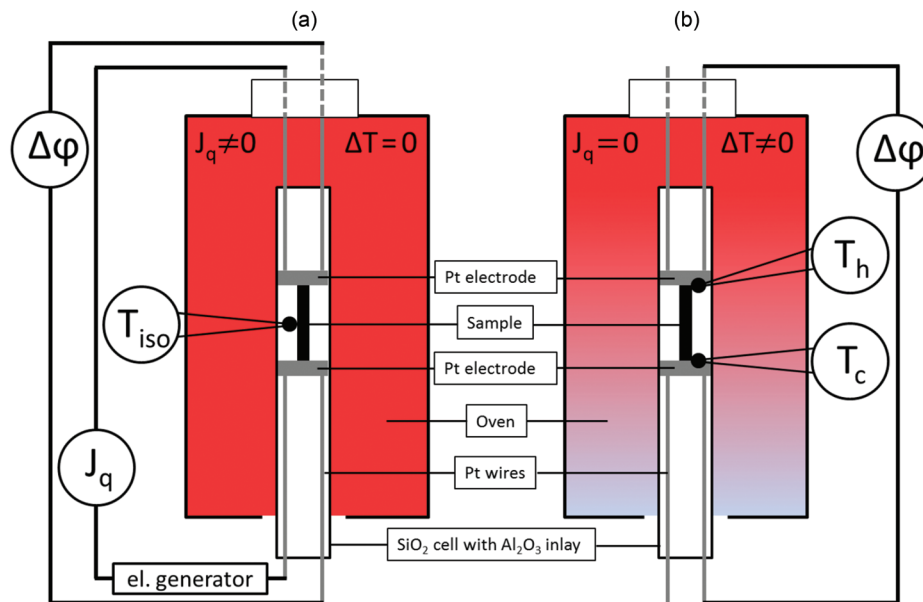 (a)
(b)
Δφ
J_q≠0
ΔT=0
J_q=0
ΔT≠0
Δφ
Pt electrode
T_h
T_iso
Sample
Pt electrode
T_c
Oven
J_q
Pt wires
SiO₂ cell with Al₂O₃ inlay
el. generator